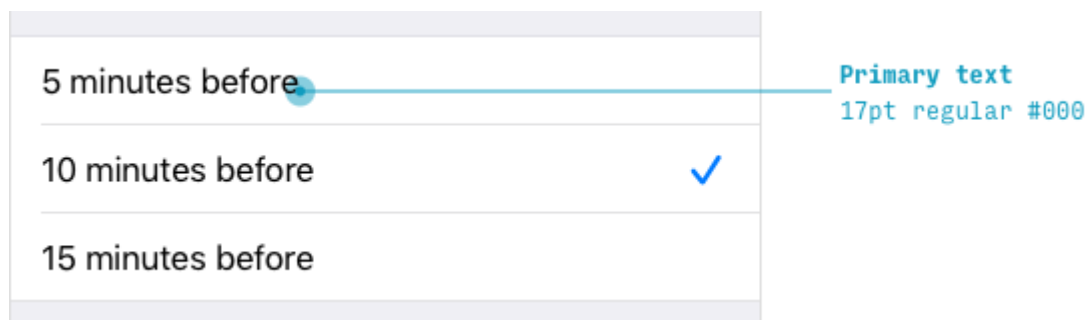 5 minutes before
Primary text
17pt regular #000
10 minutes before
15 minutes before